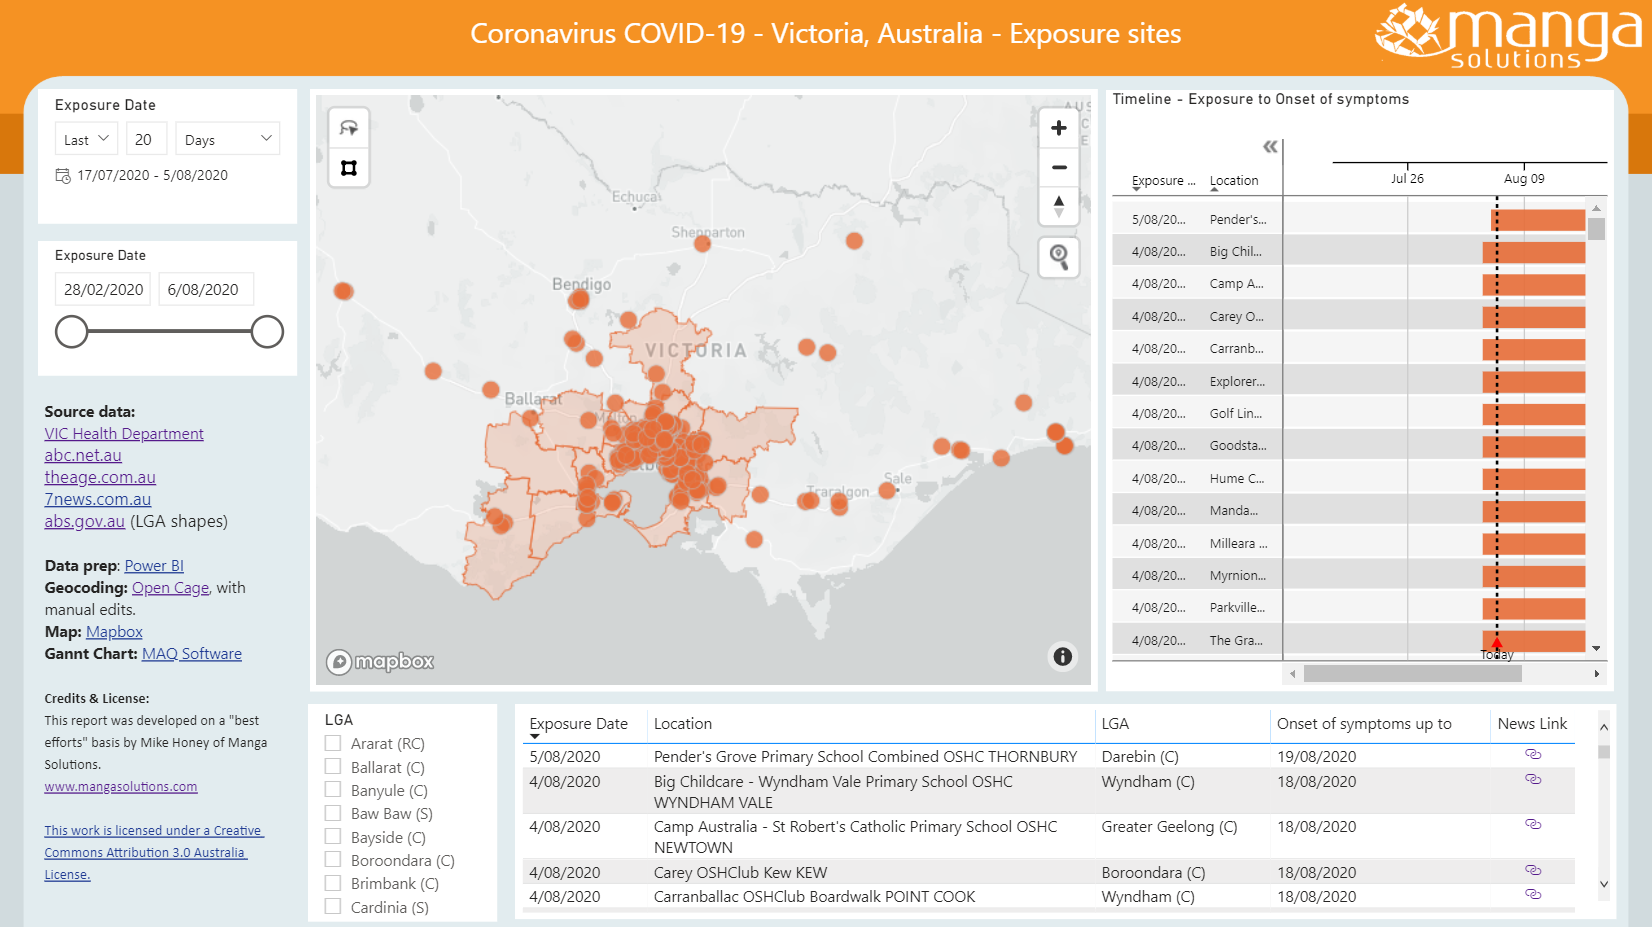 Coronavirus COVID-19 - Victoria, Australia - Exposure sites
manga
solutions
Exposure Date
Last
20
Days
17/07/2020 - 5/08/2020
Exposure Date
28/02/2020
6/08/2020
Source data:
VIC Health Department
abc.net.au
theage.com.au
7news.com.au
abs.gov.au (LGA shapes)
Data prep: Power BI
Geocoding: Open Cage, with
manual edits.
Map: Mapbox
Gannt Chart: MAQ Software
Credits & License:
This report was developed on a "best
efforts" basis by Mike Honey of Manga
Solutions.
www.mangasolutions.com
This work is licensed under a Creative
Commons Attribution 3.0 Australia
License.
Echuca
Shepparton
Bendigo
VICTORIA
Ballarat
Traralgon
Sale
mapbox
Timeline - Exposure to Onset of symptoms
Jul 26
Aug 09
Exposure ...
Location
5/08/20... Pender's...
4/08/20... Big Chil...
4/08/20... Camp A...
4/08/20... Carey O...
4/08/20... Carranb...
4/08/20... Explorer...
4/08/20... Golf Lin...
4/08/20... Goodsta...
4/08/20... Hume C...
4/08/20... Manda...
4/08/20... Milleara ...
4/08/20... Myrnion...
4/08/20... Parkville...
4/08/20... The Gra...
Today
LGA
Ararat (RC)
Ballarat (C)
Banyule (C)
Baw Baw (S)
Bayside (C)
Boroondara (C)
Brimbank (C)
Cardinia (S)
Exposure Date Location LGA Onset of symptoms up to News Link
5/08/2020 Pender's Grove Primary School Combined OSHC THORNBURY Darebin (C) 19/08/2020
4/08/2020 Big Childcare - Wyndham Vale Primary School OSHC Wyndham (C) 18/08/2020
WYNDHAM VALE
4/08/2020 Camp Australia - St Robert's Catholic Primary School OSHC Greater Geelong (C) 18/08/2020
NEWTOWN
4/08/2020 Carey OSHClub Kew KEW Boroondara (C) 18/08/2020
4/08/2020 Carranballac OSHClub Boardwalk POINT COOK Wyndham (C) 18/08/2020